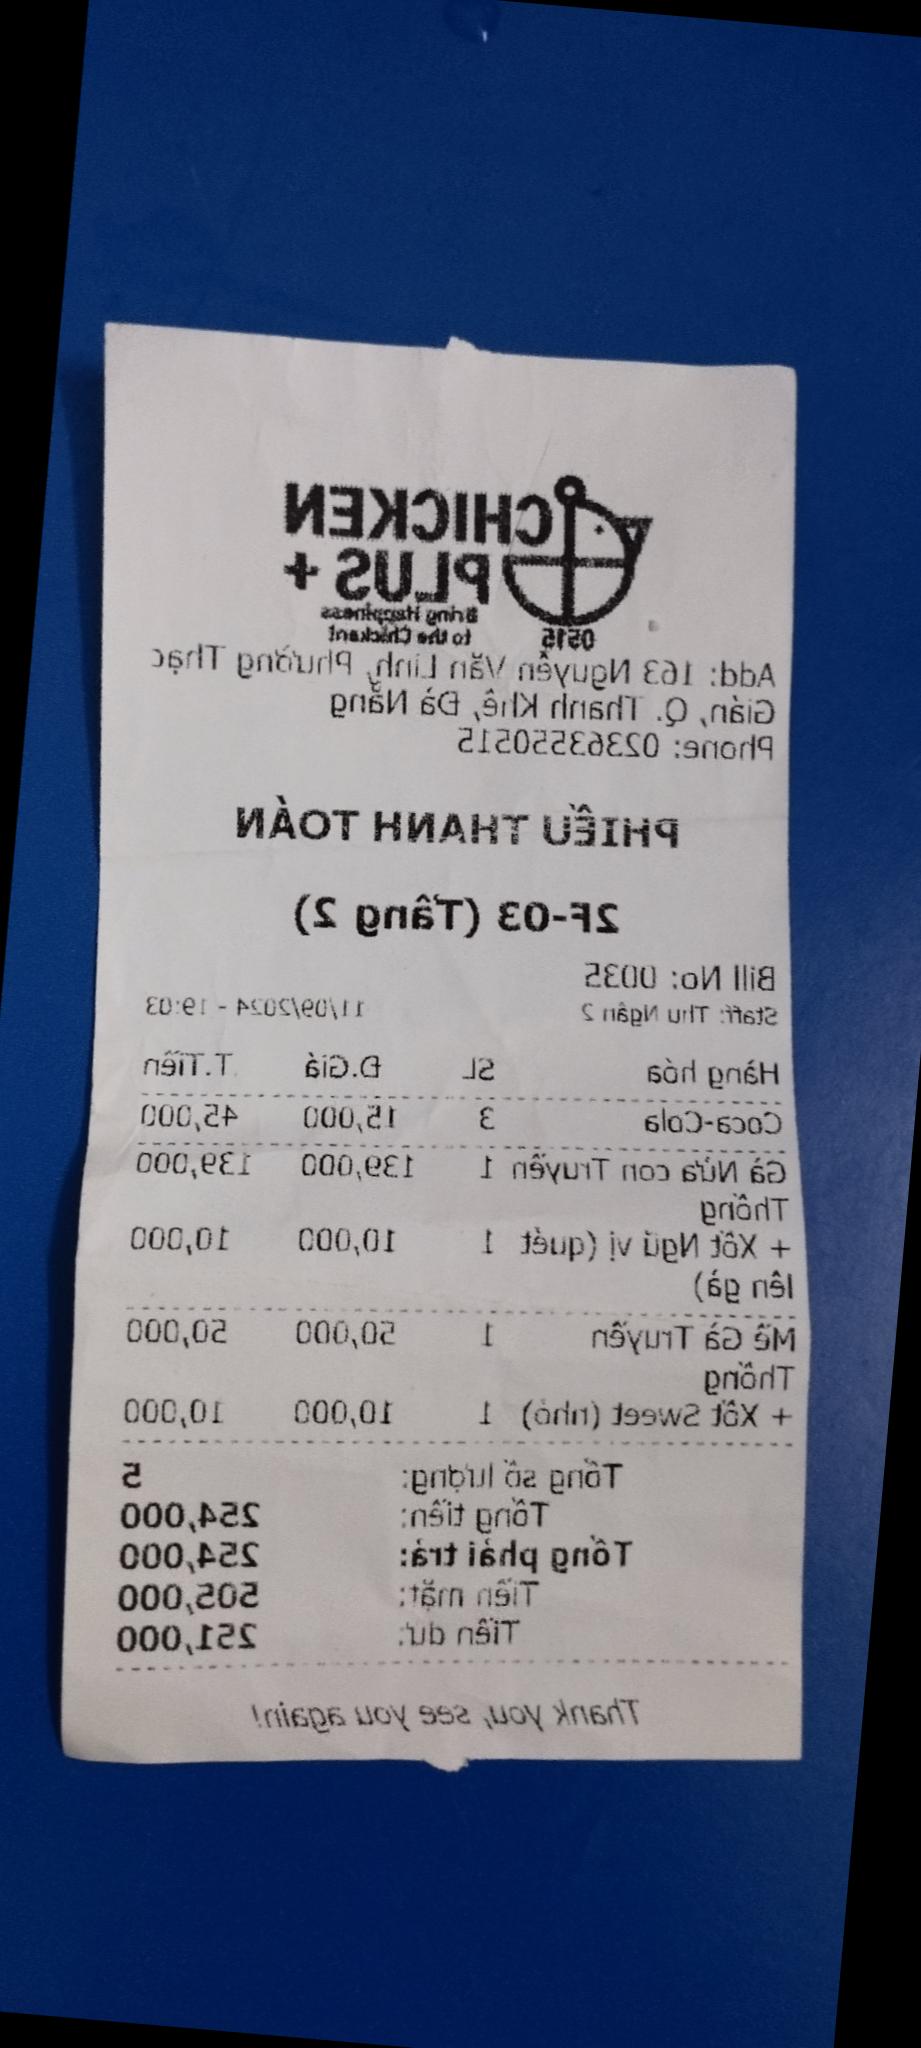 CHICKEN
PLUS+
Bring Happiness
to the Chickent
0515
Add: 163 Nguyễn Văn Linh, Phường Thạc
Gián, Q. Thanh Khê, Đà Nẵng
Phone: 02363550515
PHIẾU THANH TOÁN
2F-03 (Tầng 2)
Bill No: 0035
Staff: Thu Ngân 2 11/09/2024 - 19:03
Hàng hóa SL Đ.Giá T.Tiền
Coca-Cola 3 15,000 45,000
Gà Nửa con Truyền 1 139,000 139,000
Thống
+ Xốt Ngũ vị (quét 1 10,000 10,000
lên gà)
Mề Gà Truyền 1 50,000 50,000
Thống
+ Xốt Sweet (nhỏ) 1 10,000 10,000
Tổng số lượng: 5
Tổng tiền: 254,000
Tổng phải trả: 254,000
Tiền mặt: 505,000
Tiền dư: 251,000
Thank you, see you again!